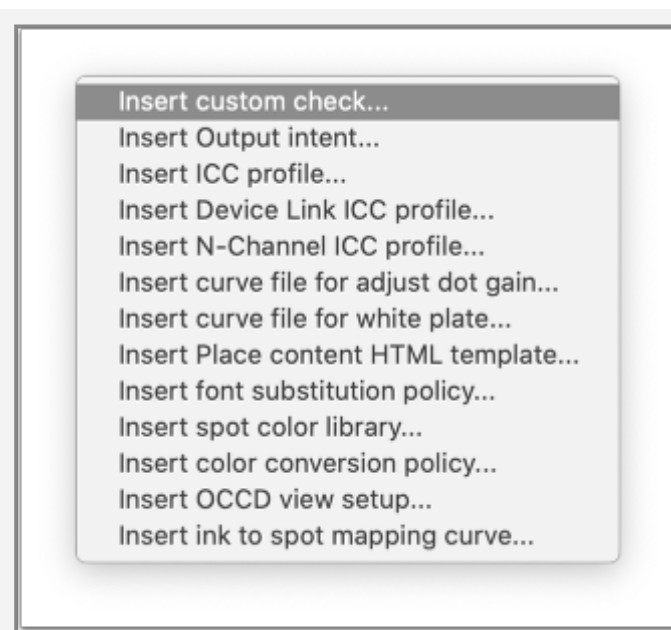 Insert custom check...
Insert Output intent...
Insert ICC profile...
Insert Device Link ICC profile...
Insert N-Channel ICC profile...
Insert curve file for adjust dot gain...
Insert curve file for white plate...
Insert Place content HTML template...
Insert font substitution policy...
Insert spot color library...
Insert color conversion policy...
Insert OCCD view setup...
Insert ink to spot mapping curve...